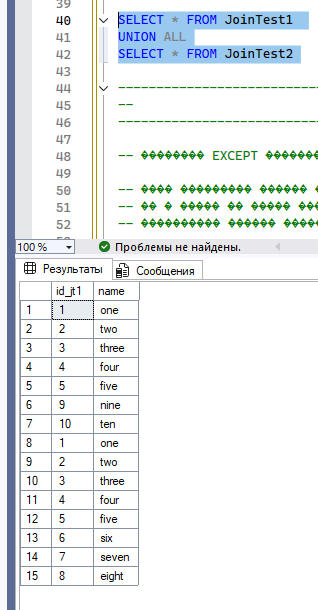 39
40 SELECT * FROM JoinTest1
41 UNION ALL
42 SELECT * FROM JoinTest2
43
44 --------------------------------
45 --
46 --------------------------------
47
48 -- ��������� EXCEPT ��������
49
50 -- ���� ��������� ������ �
51 -- �� � ����� �� ����� ����
52 -- ���������� ������ �����
100 % Проблемы не найдены.
Результаты Сообщения
id_jt1 name
1 1 one
2 2 two
3 3 three
4 4 four
5 5 five
6 9 nine
7 10 ten
8 1 one
9 2 two
10 3 three
11 4 four
12 5 five
13 6 six
14 7 seven
15 8 eight